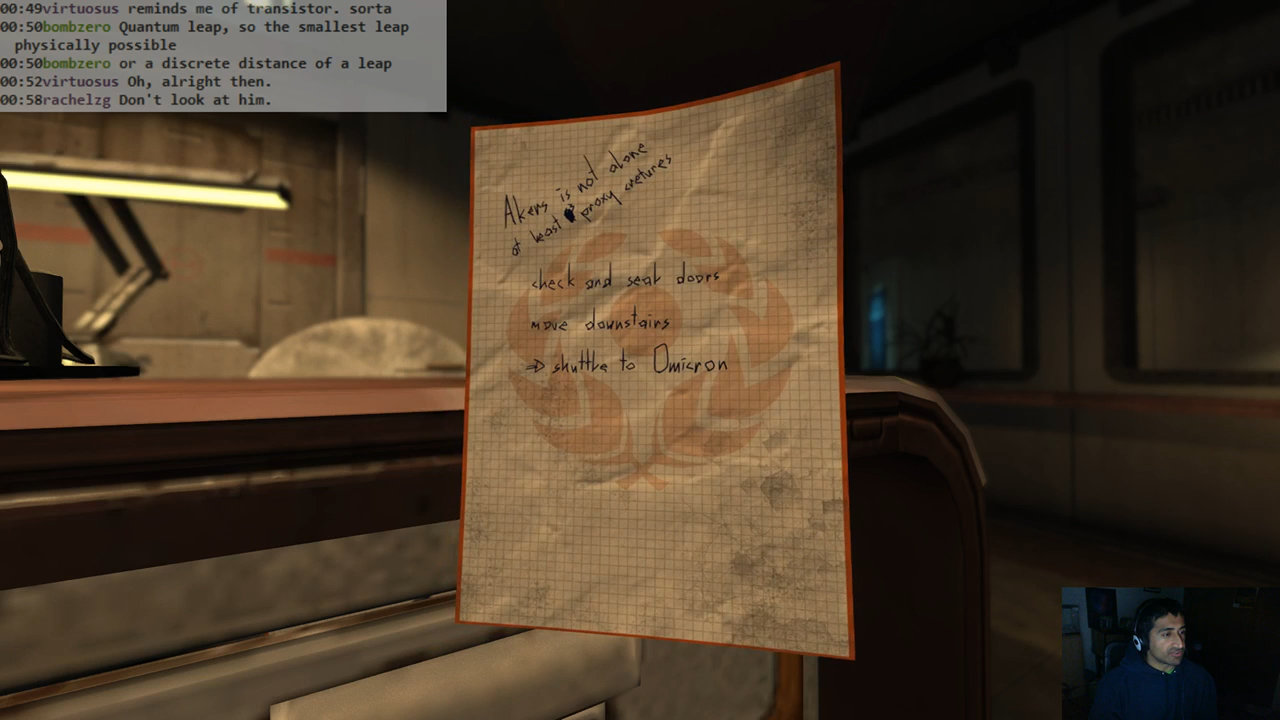 00:49virtuosus reminds me of transistor. sorta
00:50bombzero Quantum leap, so the smallest leap
physically possible
00:50bombzero or a discrete distance of a leap
00:52virtuosus Oh, alright then.
00:58rachelzg Don't look at him.
Akers is not alone
at least proxy cretures
check and seal doors
move downstairs
→ shuttle to Omicron